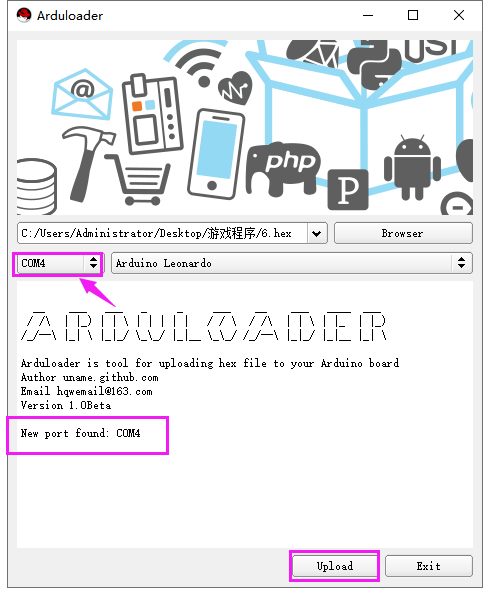 Arduloader
@
USI
php
P
C:/Users/Administrator/Desktop/游戏程序/6.hex
Browser
COM4
Arduino Leonardo
ARDULOADER
Arduloader is tool for uploading hex file to your Arduino board
Author uname.github.com
Email hqwemail@163.com
Version 1.0Beta
New port found: COM4
Upload
Exit